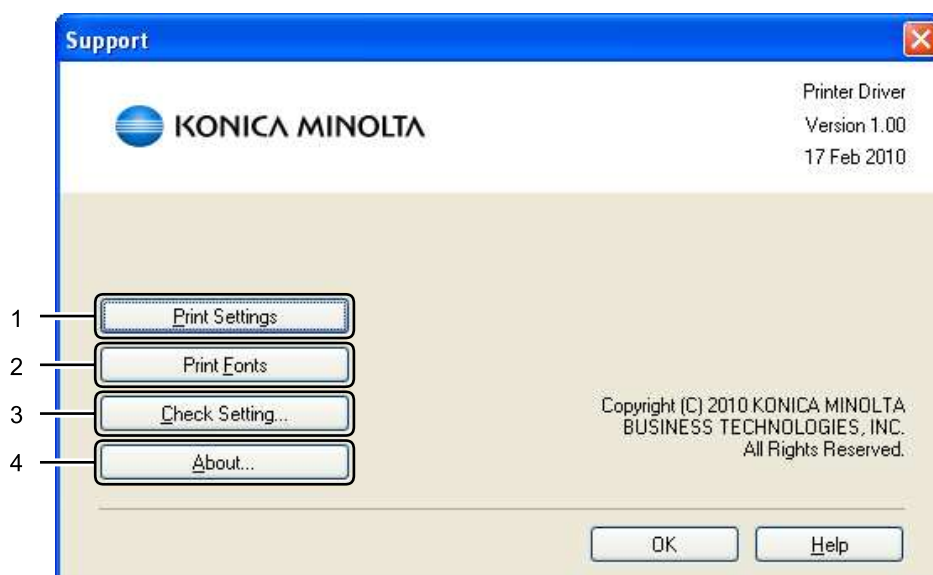 Support
KONICA MINOLTA
Printer Driver
Version 1.00
17 Feb 2010
1 Print Settings
2 Print Fonts
3 Check Setting...
4 About...
Copyright (C) 2010 KONICA MINOLTA
BUSINESS TECHNOLOGIES, INC.
All Rights Reserved.
OK Help